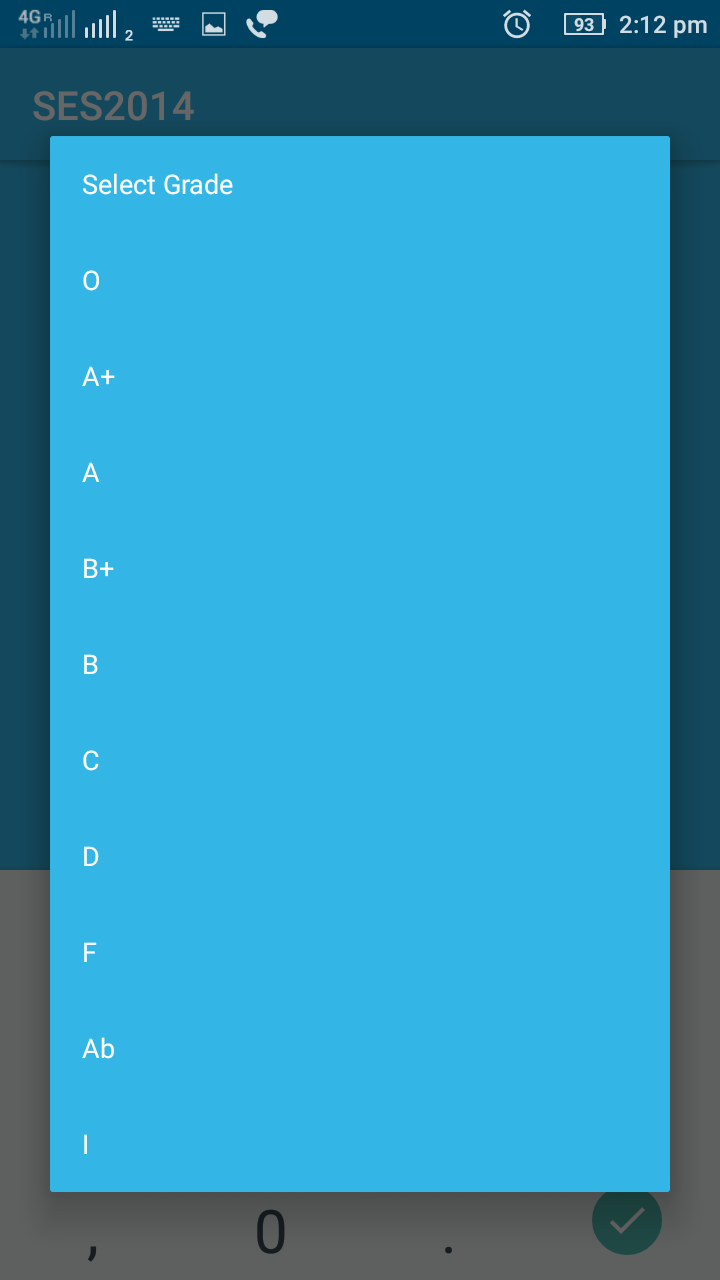 4G R 2 93 2:12 pm
SES2014
Select Grade
O
A+
A
B+
B
C
D
F
Ab
I
, 0 .